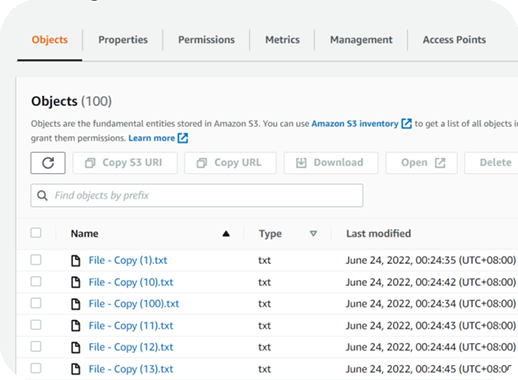 Objects Properties Permissions Metrics Management Access Points
Objects (100)
Objects are the fundamental entities stored in Amazon S3. You can use Amazon S3 inventory to get a list of all objects in
grant them permissions. Learn more
Copy S3 URI Copy URL Download Open Delete
Find objects by prefix
Name Type Last modified
File - Copy (1).txt txt June 24, 2022, 00:24:35 (UTC+08:00)
File - Copy (10).txt txt June 24, 2022, 00:24:42 (UTC+08:00)
File - Copy (100).txt txt June 24, 2022, 00:24:34 (UTC+08:00)
File - Copy (11).txt txt June 24, 2022, 00:24:43 (UTC+08:00)
File - Copy (12).txt txt June 24, 2022, 00:24:44 (UTC+08:00)
File - Copy (13).txt txt June 24, 2022, 00:24:45 (UTC+08:00